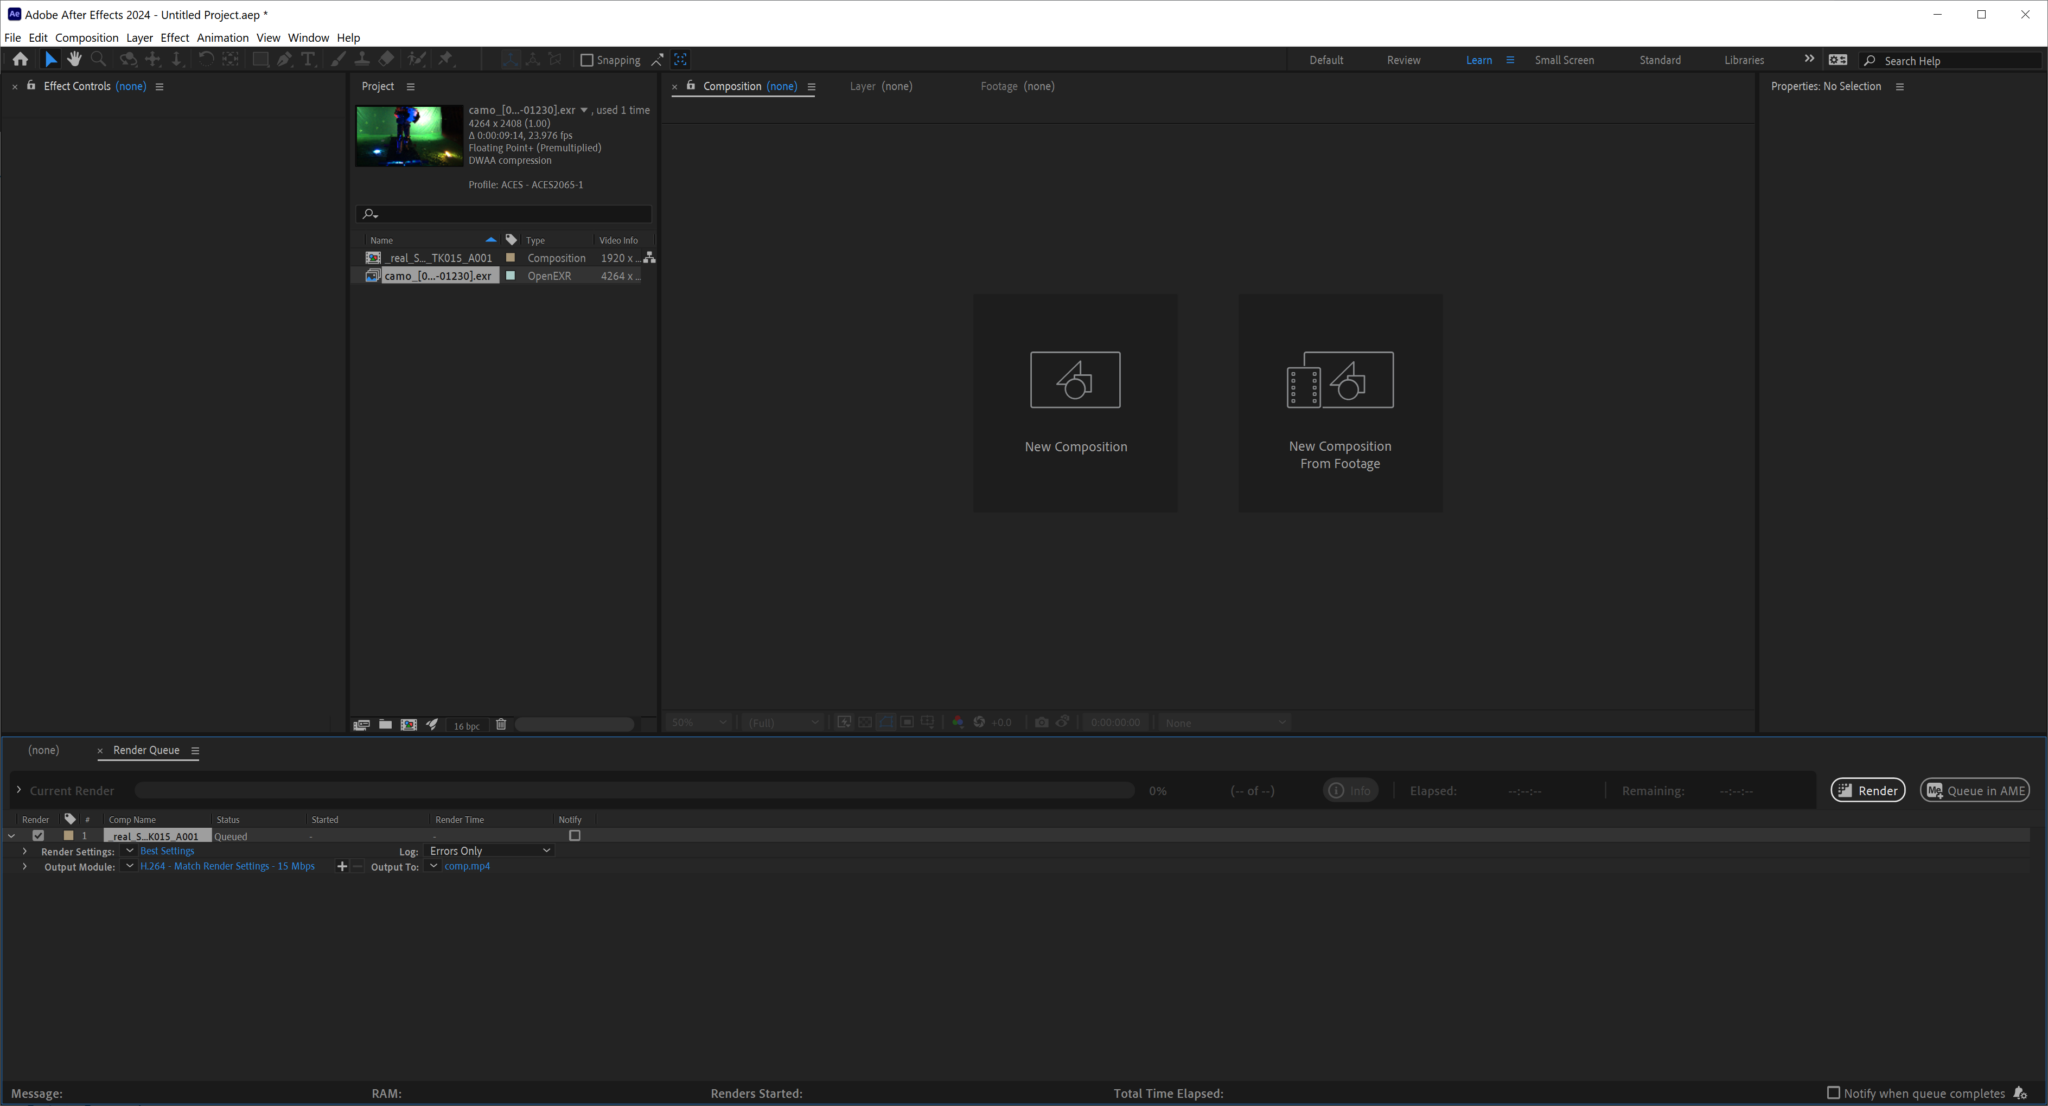 Ae Adobe After Effects 2024 - Untitled Project.aep *
File Edit Composition Layer Effect Animation View Window Help
Snapping
Default Review Learn Small Screen Standard Libraries Search Help
Effect Controls (none)
Project
Composition (none)
Layer (none)
Footage (none)
Properties: No Selection
camo_[0...-01230].exr , used 1 time
4264 x 2408 (1.00)
Δ 0:00:09:14, 23.976 fps
Floating Point+ (Premultiplied)
DWAA compression
Profile: ACES - ACES2065-1
Name Type Video Info
_real_S..._TK015_A001 Composition 1920 x ...
camo_[0...-01230].exr OpenEXR 4264 x ...
New Composition
New Composition
From Footage
16 bpc
50% (Full) +0.0 0:00:00:00 None
(none) Render Queue
Current Render 0% (-- of --) Info Elapsed: --:--:-- Remaining: --:--:-- Render Queue in AME
Render # Comp Name Status Started Render Time Notify
1 _real_S...K015_A001 Queued - -
Render Settings: Best Settings Log: Errors Only
Output Module: H.264 - Match Render Settings - 15 Mbps Output To: comp.mp4
Message: RAM: Renders Started: Total Time Elapsed: Notify when queue completes